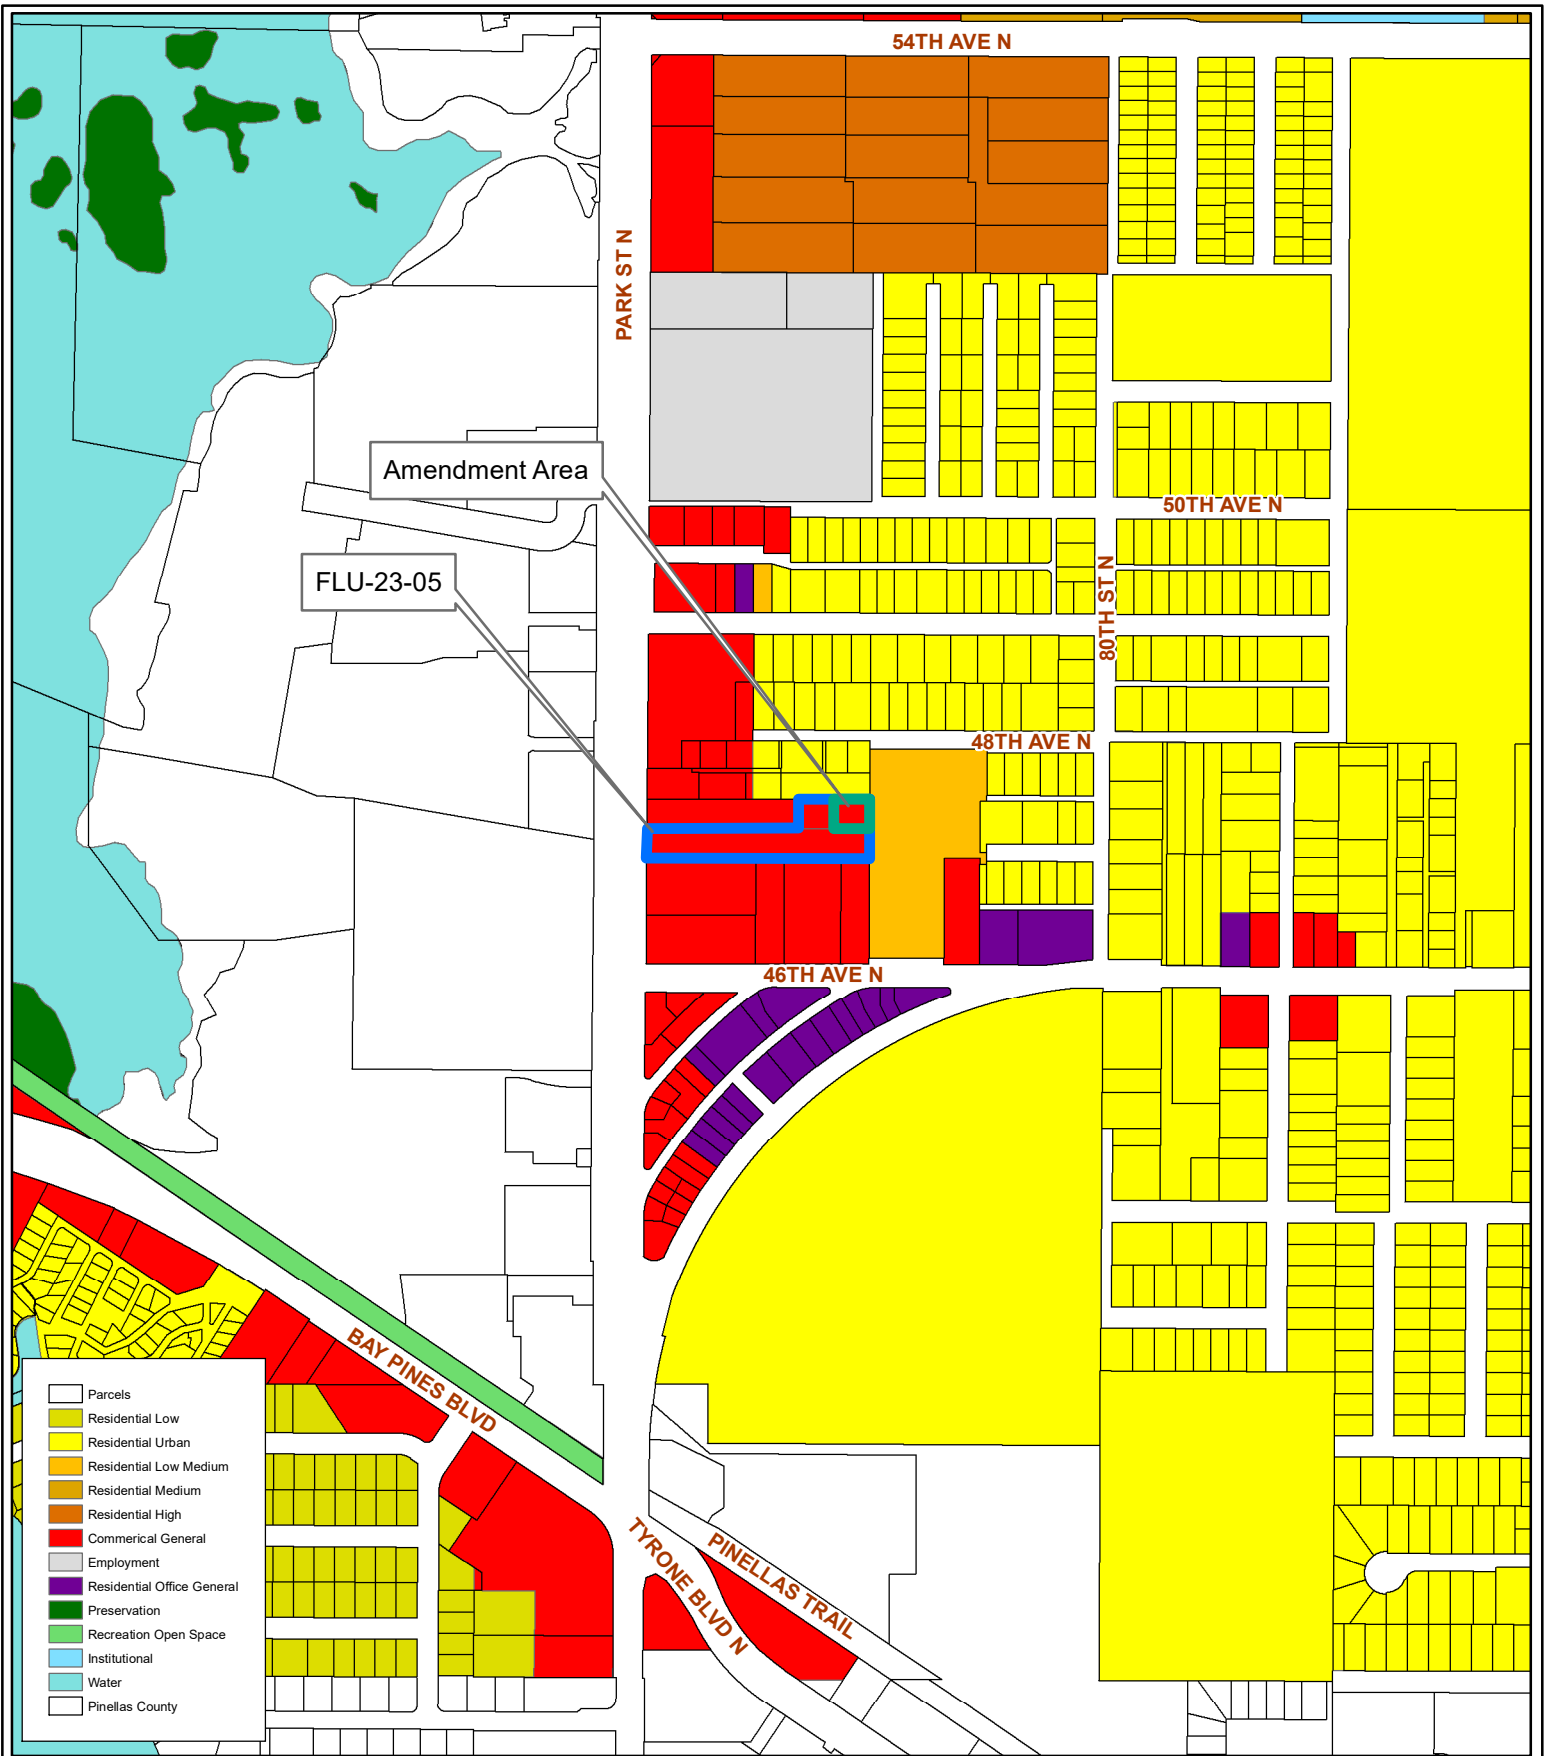 54TH AVE N
PARK ST N
Amendment Area
50TH AVE N
FLU-23-05
80TH ST N
48TH AVE N
46TH AVE N
BAY PINES BLVD
TYRONE BLVD N
PINELLAS TRAIL
Parcels
Residential Low
Residential Urban
Residential Low Medium
Residential Medium
Residential High
Commerical General
Employment
Residential Office General
Preservation
Recreation Open Space
Institutional
Water
Pinellas County